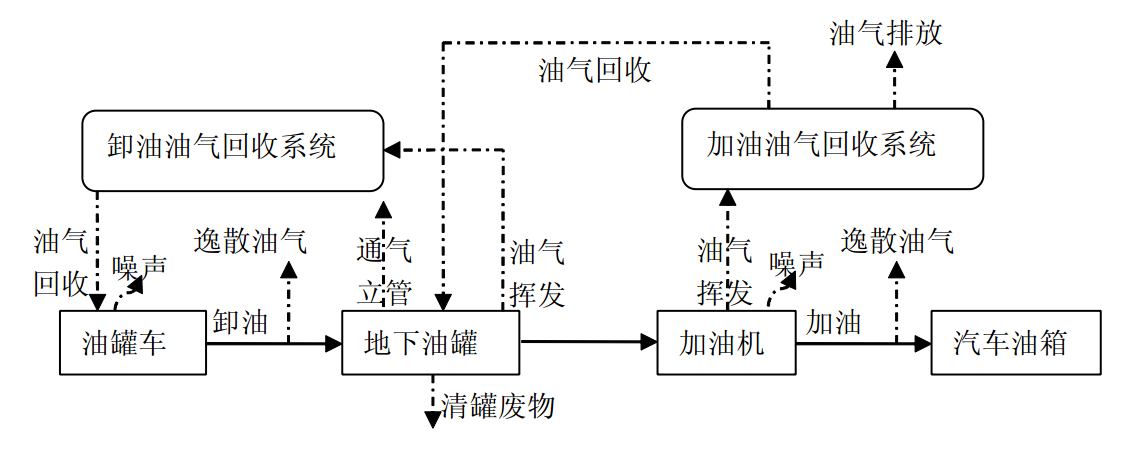 油气排放
油气回收
卸油油气回收系统
加油油气回收系统
油气
回收
噪声
逸散油气
通气
立管
油气
挥发
油气
挥发
噪声
逸散油气
油罐车
卸油
地下油罐
加油机
加油
汽车油箱
清罐废物